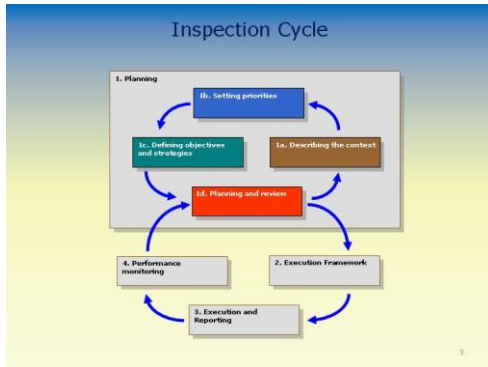 Inspection Cycle
1. Planning
1b. Setting priorities
1c. Defining objectives
and strategies
1a. Describing the context
1d. Planning and review
4. Performance
monitoring
2. Execution Framework
3. Execution and
Reporting
3